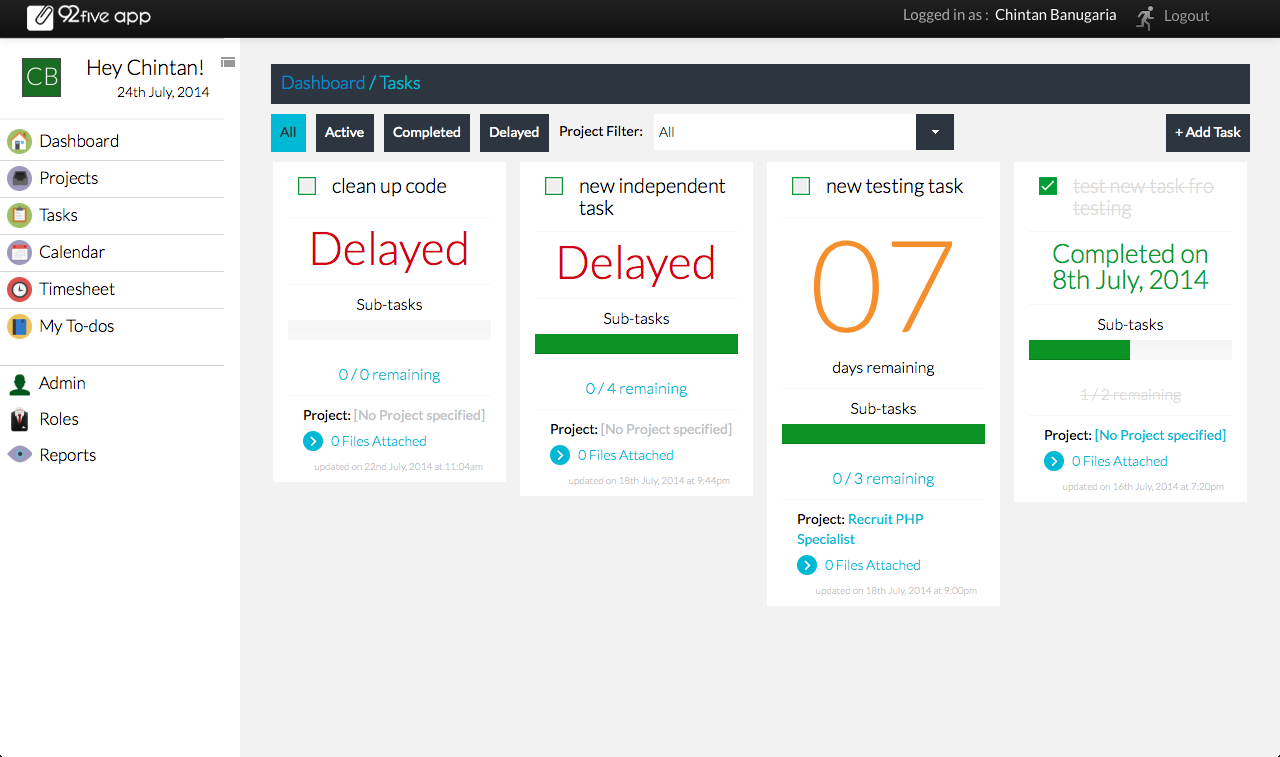 92five app
Logged in as : Chintan Banugaria
Logout
CB
Hey Chintan!
24th July, 2014
Dashboard
Projects
Tasks
Calendar
Timesheet
My To-dos
Admin
Roles
Reports
Dashboard / Tasks
All
Active
Completed
Delayed
Project Filter:
All
+ Add Task
clean up code
Delayed
Sub-tasks
0 / 0 remaining
Project: [No Project specified]
0 Files Attached
updated on 22nd July, 2014 at 11:04am
new independent
task
Delayed
Sub-tasks
0 / 4 remaining
Project: [No Project specified]
0 Files Attached
updated on 18th July, 2014 at 9:44pm
new testing task
07
days remaining
Sub-tasks
0 / 3 remaining
Project: Recruit PHP
Specialist
0 Files Attached
updated on 18th July, 2014 at 9:00pm
test new task fro
testing
Completed on
8th July, 2014
Sub-tasks
1 / 2 remaining
Project: [No Project specified]
0 Files Attached
updated on 16th July, 2014 at 7:20pm